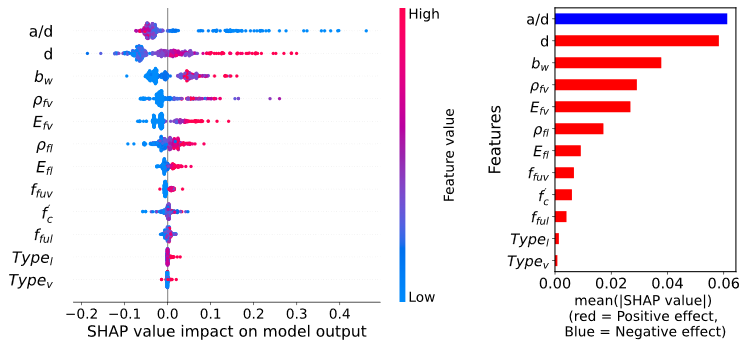 a/d
d
b_w
ρ_fv
E_fv
ρ_fl
E_fl
f_fuv
f'_c
f_ful
Type_l
Type_v
−0.2 −0.1 0.0 0.1 0.2 0.3 0.4
SHAP value impact on model output
High
Feature value
Low
Features
a/d
d
b_w
ρ_fv
E_fv
ρ_fl
E_fl
f_fuv
f'_c
f_ful
Type_l
Type_v
0.00 0.02 0.04 0.06
mean(|SHAP value|)
(red = Positive effect,
Blue = Negative effect)